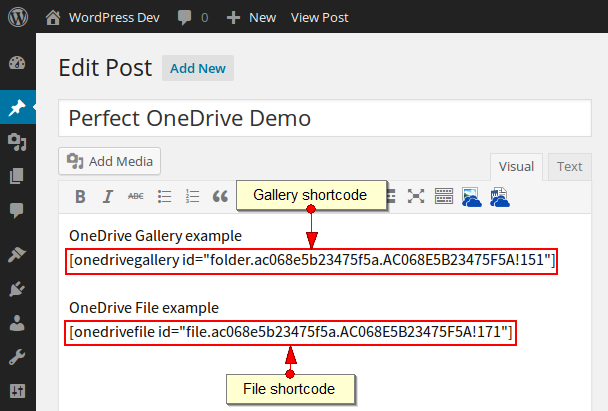 WordPress Dev 0 New View Post
Edit Post Add New
Perfect OneDrive Demo
Add Media
Visual Text
B I ABC
Gallery shortcode
OneDrive Gallery example
[onedrivegallery id="folder.ac068e5b23475f5a.AC068E5B23475F5A!151"]
OneDrive File example
[onedrivefile id="file.ac068e5b23475f5a.AC068E5B23475F5A!171"]
File shortcode